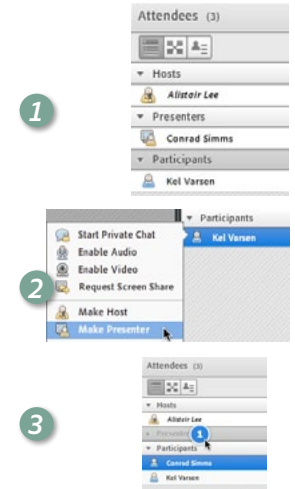 Attendees (3)
Hosts
1
Alistair Lee
Presenters
Conrad Simms
Participants
Kel Varsen
Participants
Start Private Chat
Kel Varsen
Enable Audio
Enable Video
2
Request Screen Share
Make Host
Make Presenter
Attendees (3)
Hosts
Alistair Lee
3
Presenters
1
Participants
Conrad Simms
Kel Varsen